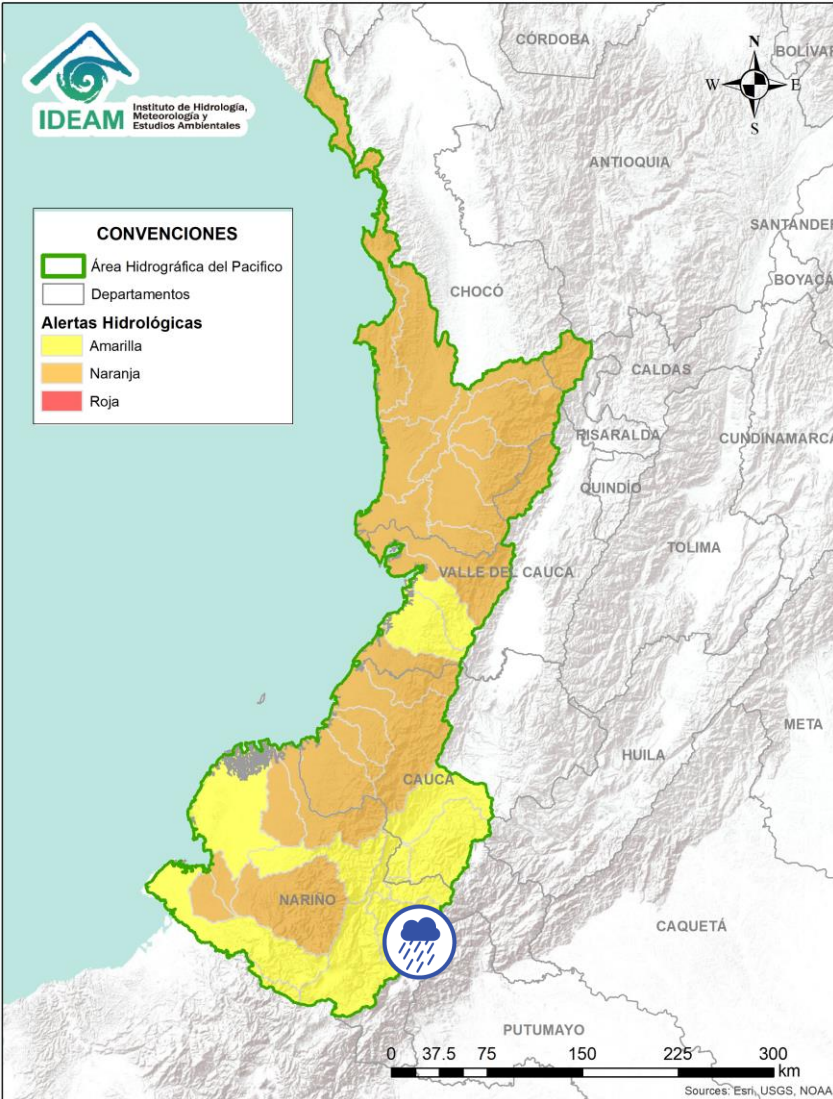 IDEAM
Instituto de Hidrología,
Meteorología y
Estudios Ambientales
CÓRDOBA
BOLÍVAR
N
W
E
S
ANTIOQUIA
SANTANDER
BOYACÁ
CONVENCIONES
Área Hidrográfica del Pacifico
Departamentos
Alertas Hidrológicas
Amarilla
Naranja
Roja
CHOCÓ
CALDAS
RISARALDA
CUNDINAMARCA
QUINDÍO
TOLIMA
VALLE DEL CAUCA
META
HUILA
CAUCA
NARIÑO
CAQUETÁ
PUTUMAYO
0 37.5 75 150 225 300
km
Sources: Esri, USGS, NOAA